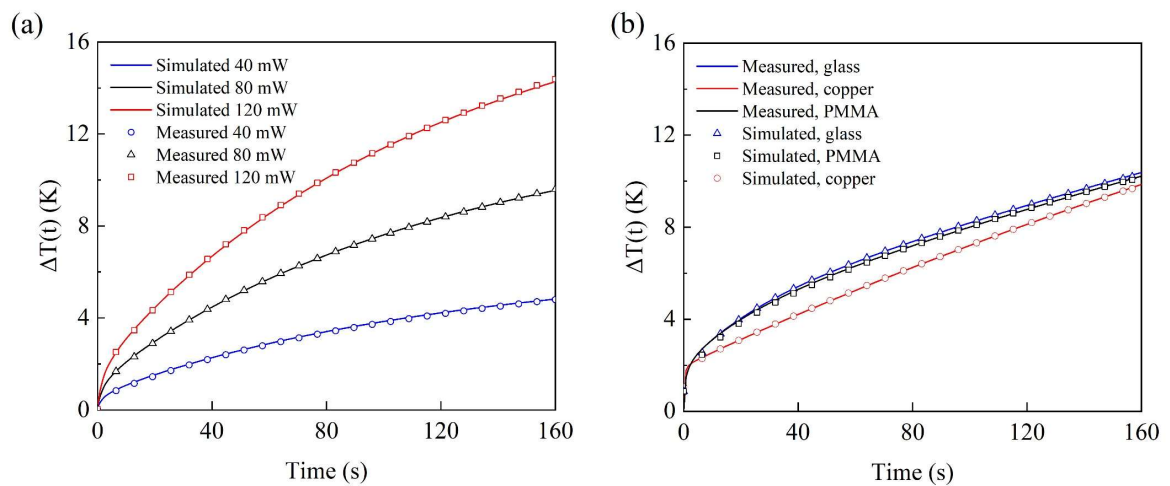 (a)
16
12
8
4
0
ΔT(t) (K)
Simulated 40 mW
Simulated 80 mW
Simulated 120 mW
Measured 40 mW
Measured 80 mW
Measured 120 mW
0 40 80 120 160
Time (s)
(b)
16
12
8
4
0
ΔT(t) (K)
Measured, glass
Measured, copper
Measured, PMMA
Simulated, glass
Simulated, PMMA
Simulated, copper
0 40 80 120 160
Time (s)